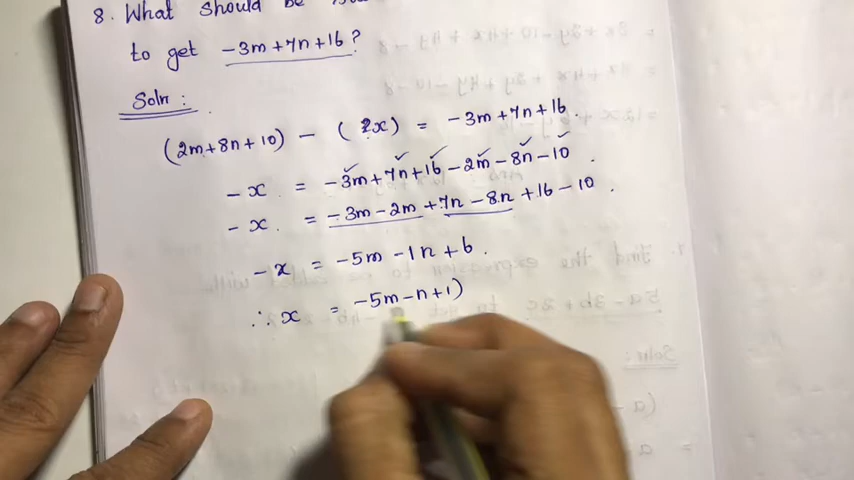 8. What should be
to get -3m+7n+16?
Soln :
(2m+8n+10) - (x) = -3m+7n+16.
-x = -3m+7n+16-2m-8n-10.
-x = -3m-2m+7n-8n+16-10.
-x = -5m-1n+6.
∴ x = -5m-n+1)